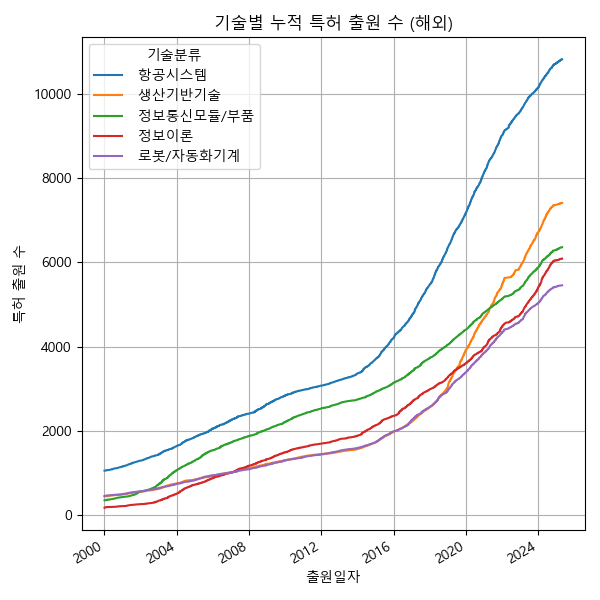 기술별 누적 특허 출원 수 (해외)
기술분류
항공시스템
생산기반기술
정보통신모듈/부품
정보이론
로봇/자동화기계
특허 출원 수
10000
8000
6000
4000
2000
0
2000
2004
2008
2012
2016
2020
2024
출원일자